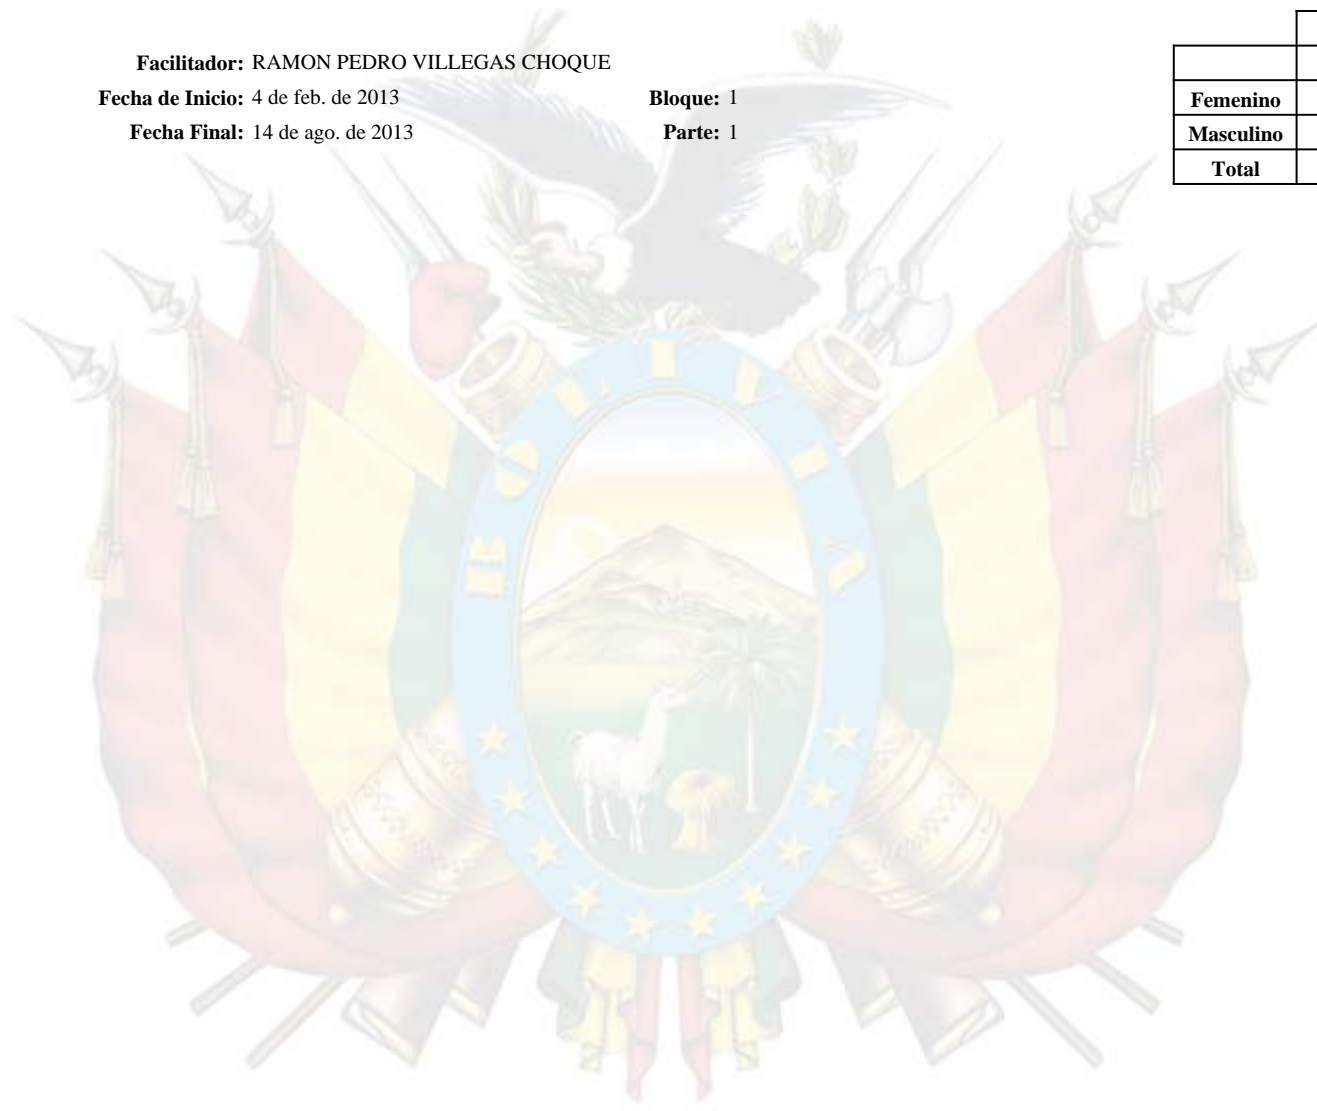 Facilitador: RAMON PEDRO VILLEGAS CHOQUE
Fecha de Inicio: 4 de feb. de 2013 Bloque: 1
Fecha Final: 14 de ago. de 2013 Parte: 1
Femenino
Masculino
Total
BOLIVIA